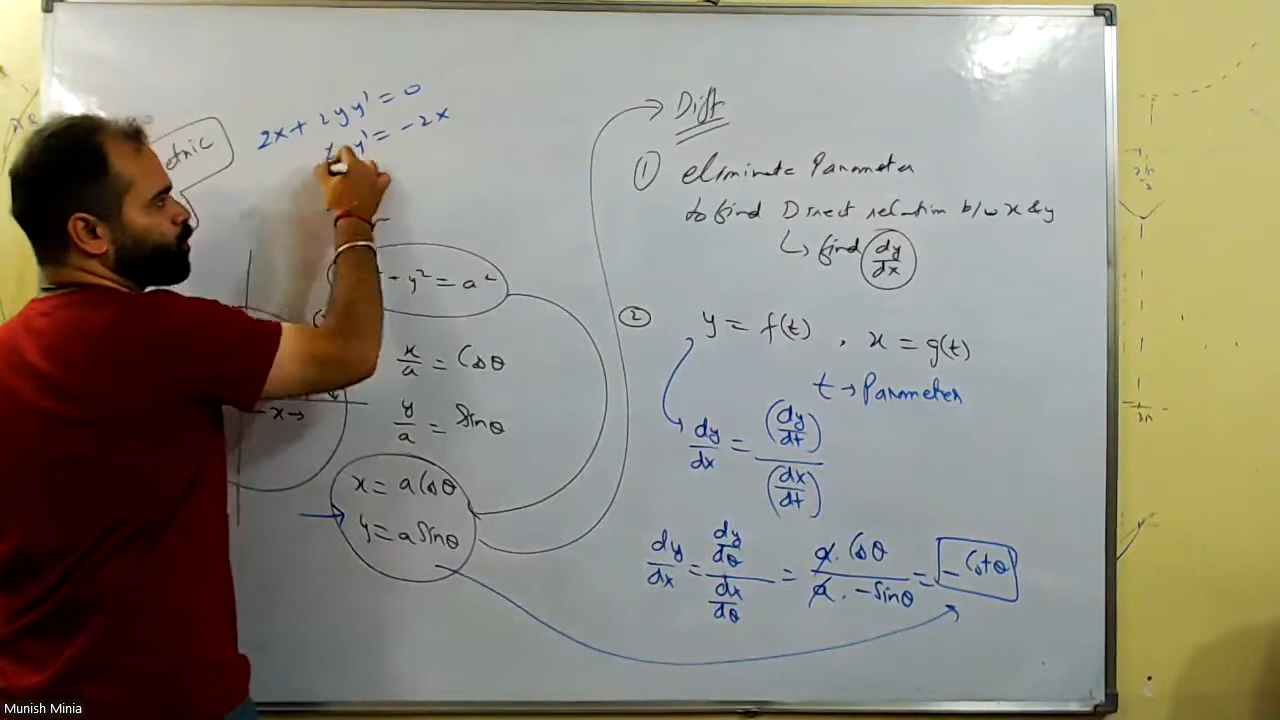 etric
2x + 2yy' = 0
y' = -2x
y² = a²
x/a = Cosθ
y/a = Sinθ
- x →
x = a Cosθ
y = a Sinθ
Diff
① eliminate Parameter
to find Direct relation b/w x & y
↳ find dy/dx
② y = f(t) , x = g(t)
t → Parameter
dy/dx = (dy/dt)/(dx/dt)
dy/dx = (dy/dθ)/(dx/dθ) = (a. Cosθ)/(a. -Sinθ) = -Cotθ
Munish Minia